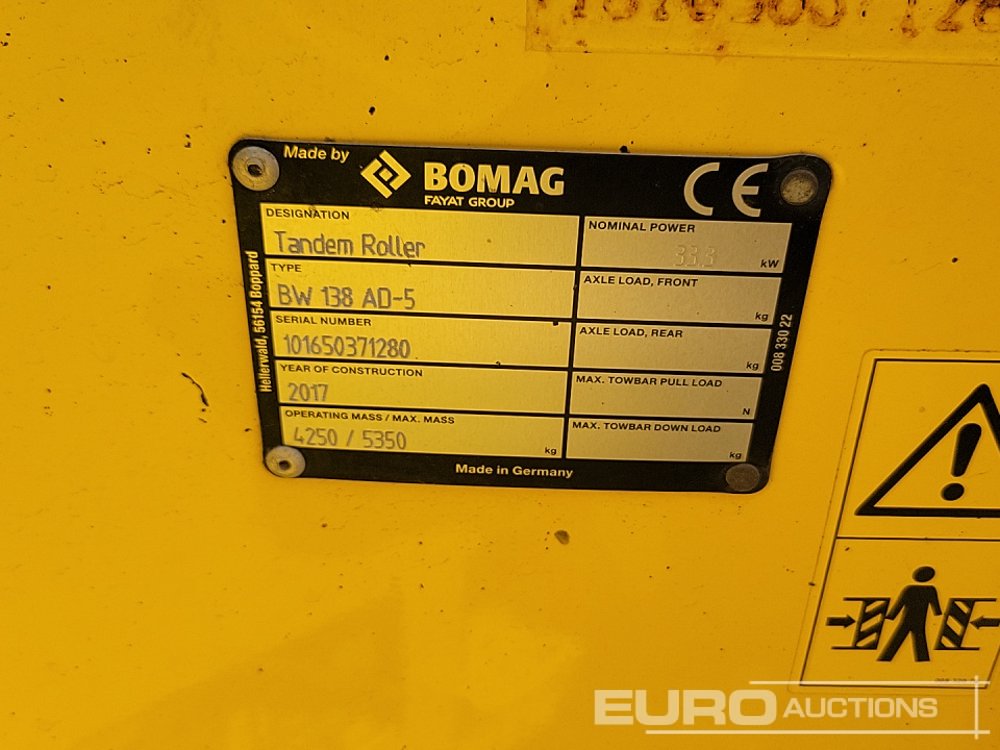 Made by BOMAG CE
FAYAT GROUP
DESIGNATION
Tandem Roller
TYPE
BW 138 AD-5
SERIAL NUMBER
101650371280
YEAR OF CONSTRUCTION
2017
OPERATING MASS / MAX. MASS
4250 / 5350 kg
NOMINAL POWER
33.3 kW
AXLE LOAD, FRONT
kg
AXLE LOAD, REAR
kg
MAX. TOWBAR PULL LOAD
N
MAX. TOWBAR DOWN LOAD
kg
Made in Germany
Hellerwald, 56154 Boppard
008 330 22
EURO AUCTIONS